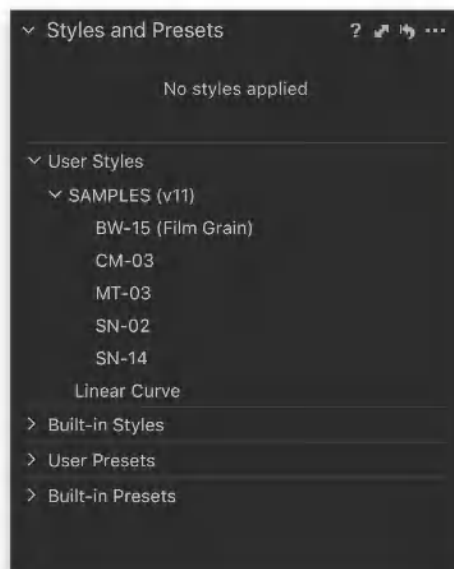 Styles and Presets ? ...
No styles applied
User Styles
SAMPLES (v11)
BW-15 (Film Grain)
CM-03
MT-03
SN-02
SN-14
Linear Curve
Built-in Styles
User Presets
Built-in Presets